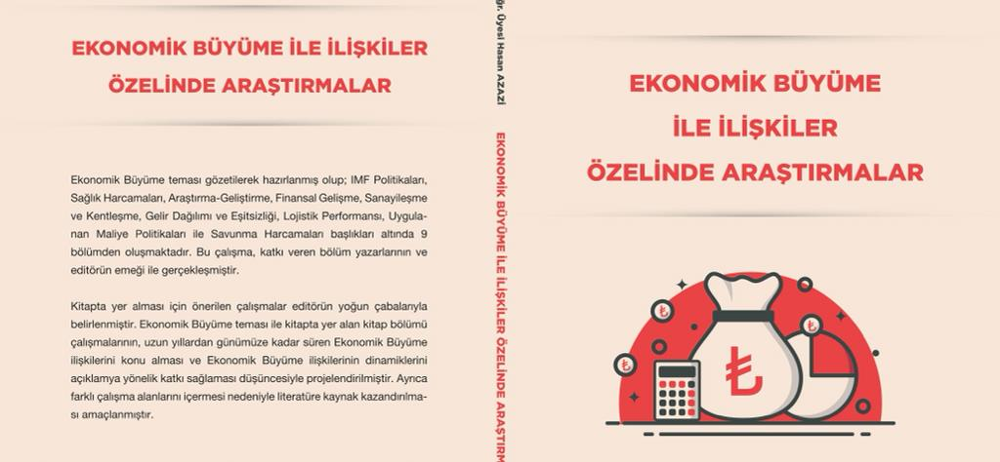 EKONOMİK BÜYÜME İLE İLİŞKİLER
ÖZELİNDE ARAŞTIRMALAR
Ekonomik Büyüme teması gözetilerek hazırlanmış olup; IMF Politikaları,
Sağlık Harcamaları, Araştırma-Geliştirme, Finansal Gelişme, Sanayileşme
ve Kentleşme, Gelir Dağılımı ve Eşitsizliği, Lojistik Performansı, Uygula-
nan Maliye Politikaları ile Savunma Harcamaları başlıkları altında 9
bölümden oluşmaktadır. Bu çalışma, katkı veren bölüm yazarlarının ve
editörün emeği ile gerçekleşmiştir.
Kitapta yer alması için önerilen çalışmalar editörün yoğun çabalarıyla
belirlenmiştir. Ekonomik Büyüme teması ile kitapta yer alan kitap bölümü
çalışmalarının, uzun yıllardan günümüze kadar süren Ekonomik Büyüme
ilişkilerini konu alması ve Ekonomik Büyüme ilişkilerinin dinamiklerini
açıklamya yönelik katkı sağlaması düşüncesiyle projelendirilmiştir. Ayrıca
farklı çalışma alanlarını içermesi nedeniyle literatüre kaynak kazandırılma-
sı amaçlanmıştır.
Üyesi Hasan AZAZİ
EKONOMİK BÜYÜME İLE İLİŞKİLER ÖZELİNDE ARAŞTIRM
EKONOMİK BÜYÜME
İLE İLİŞKİLER
ÖZELİNDE ARAŞTIRMALAR
₺
₺
₺
₺